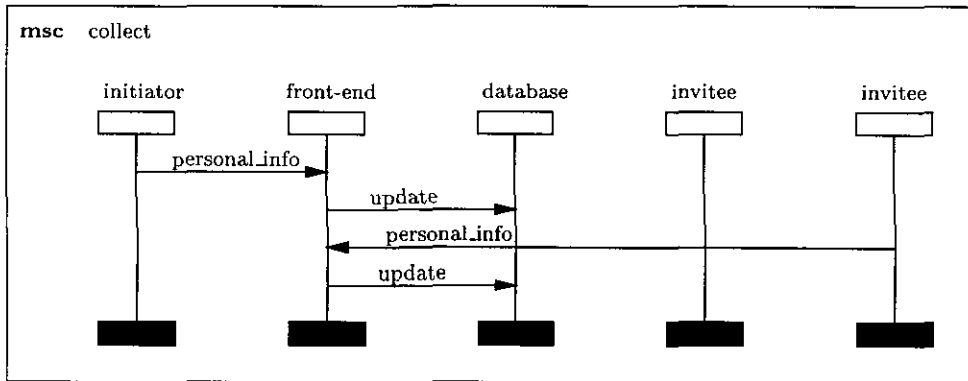 msc collect
initiator front-end database invitee invitee
personal_info
update
personal_info
update